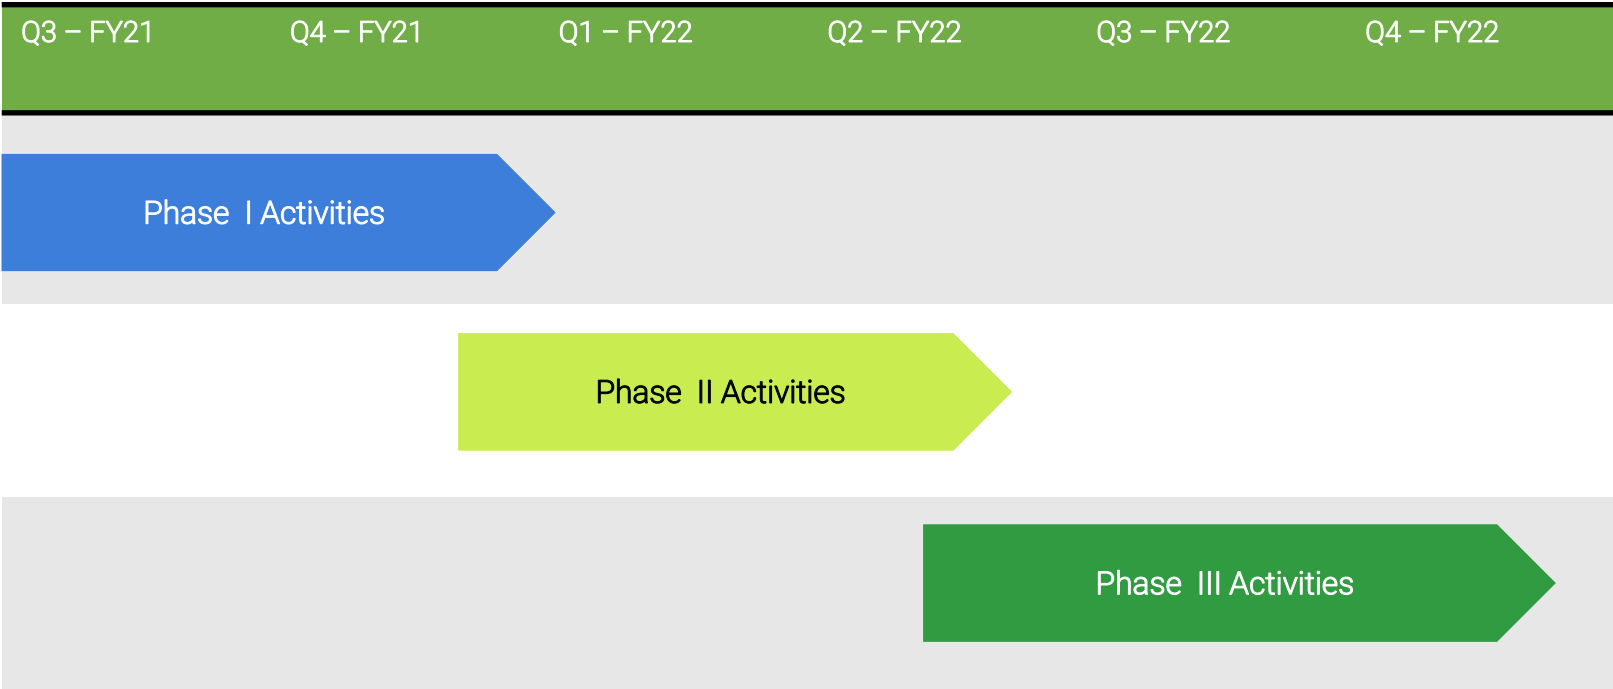 Q3 – FY21 Q4 – FY21 Q1 – FY22 Q2 – FY22 Q3 – FY22 Q4 – FY22
Phase I Activities
Phase II Activities
Phase III Activities